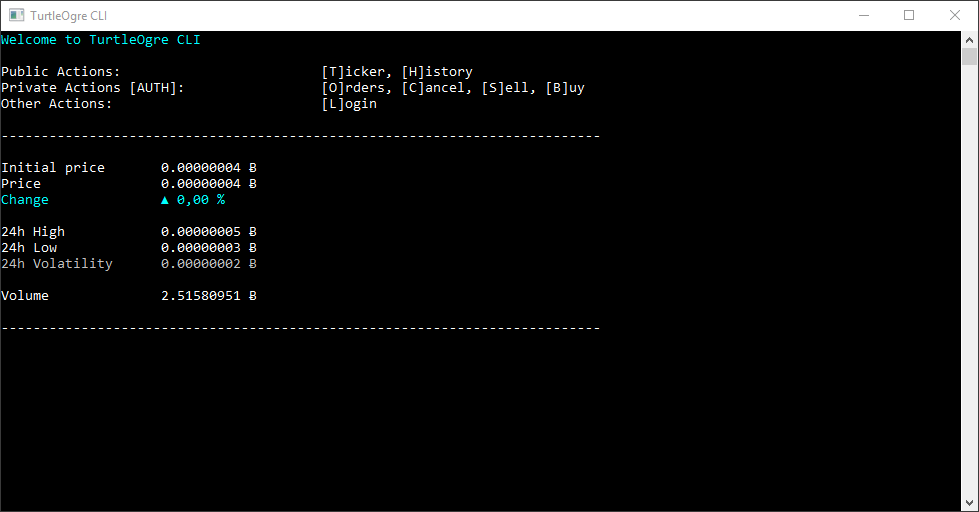 TurtleOgre CLI
Welcome to TurtleOgre CLI
Public Actions: [T]icker, [H]istory
Private Actions [AUTH]: [O]rders, [C]ancel, [S]ell, [B]uy
Other Actions: [L]ogin
---------------------------------------------------------------------------
Initial price 0.00000004 Ƀ
Price 0.00000004 Ƀ
Change ▲ 0,00 %
24h High 0.00000005 Ƀ
24h Low 0.00000003 Ƀ
24h Volatility 0.00000002 Ƀ
Volume 2.51580951 Ƀ
---------------------------------------------------------------------------